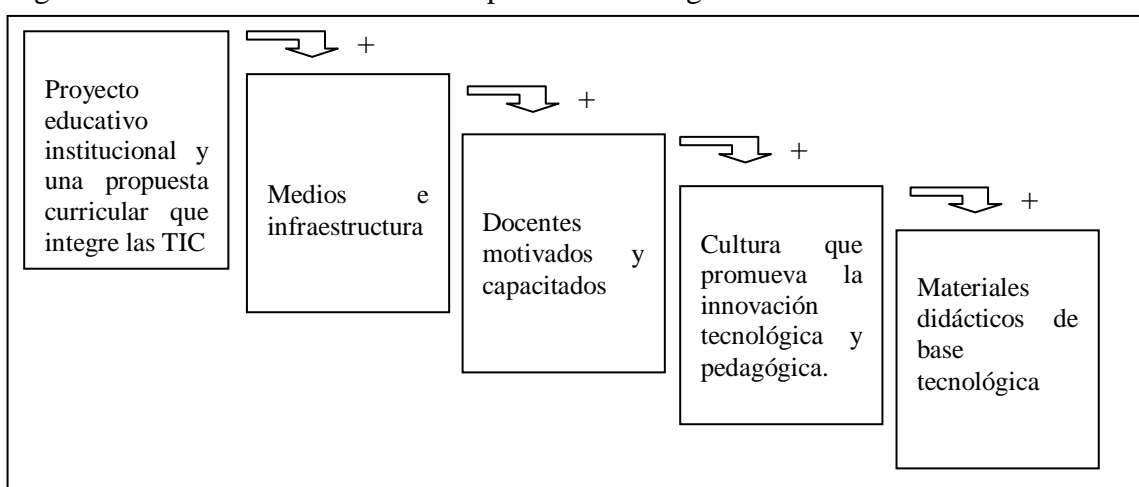 +
Proyecto
educativo
institucional y
una propuesta
curricular que
integre las TIC
+
Medios e
infraestructura
+
Docentes
motivados y
capacitados
+
Cultura que
promueva la
innovación
tecnológica y
pedagógica.
+
Materiales
didácticos de
base
tecnológica